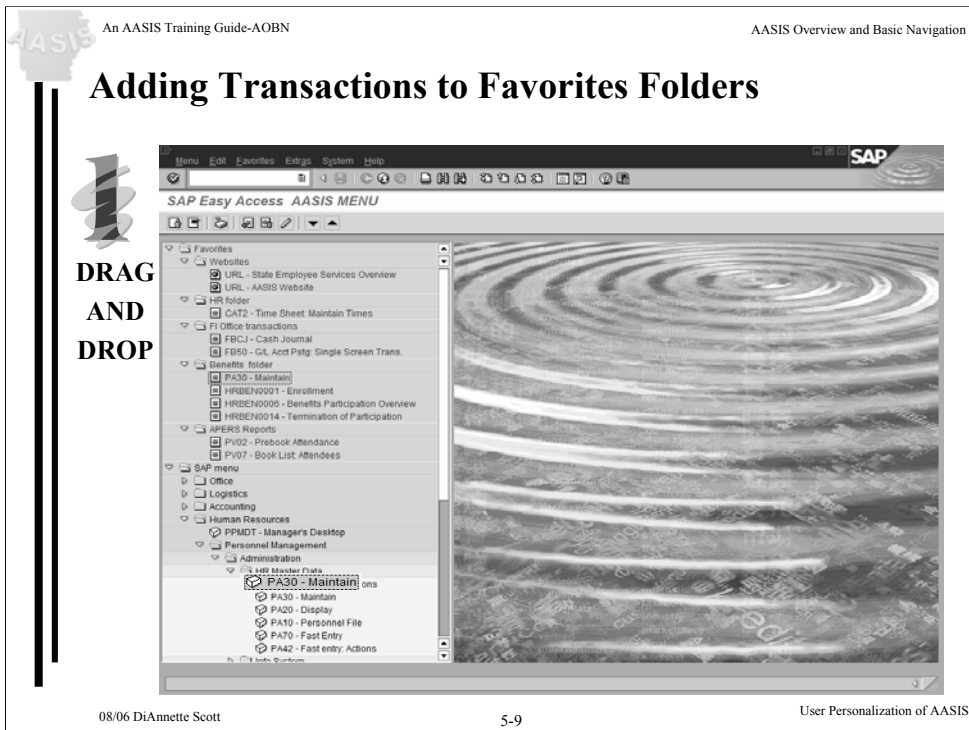 An AASIS Training Guide-AOBN
AASIS Overview and Basic Navigation
AASIS
Adding Transactions to Favorites Folders
DRAG
AND
DROP
Menu Edit Favorites Extras System Help
SAP
SAP Easy Access AASIS MENU
Favorites
Websites
URL - State Employee Services Overview
URL - AASIS Website
HR folder
CAT2 - Time Sheet: Maintain Times
FI Office transactions
FBCJ - Cash Journal
FB50 - G/L Acct Pstg: Single Screen Trans.
Benefits folder
PA30 - Maintain
HRBEN0001 - Enrollment
HRBEN0006 - Benefits Participation Overview
HRBEN0014 - Termination of Participation
APERS Reports
PV02 - Prebook Attendance
PV07 - Book List: Attendees
SAP menu
Office
Logistics
Accounting
Human Resources
PPMDT - Manager's Desktop
Personnel Management
Administration
HR Master Data
PA30 - Maintain ons
PA30 - Maintain
PA20 - Display
PA10 - Personnel File
PA70 - Fast Entry
PA42 - Fast entry: Actions
Info System
08/06 DiAnnette Scott
5-9
User Personalization of AASIS